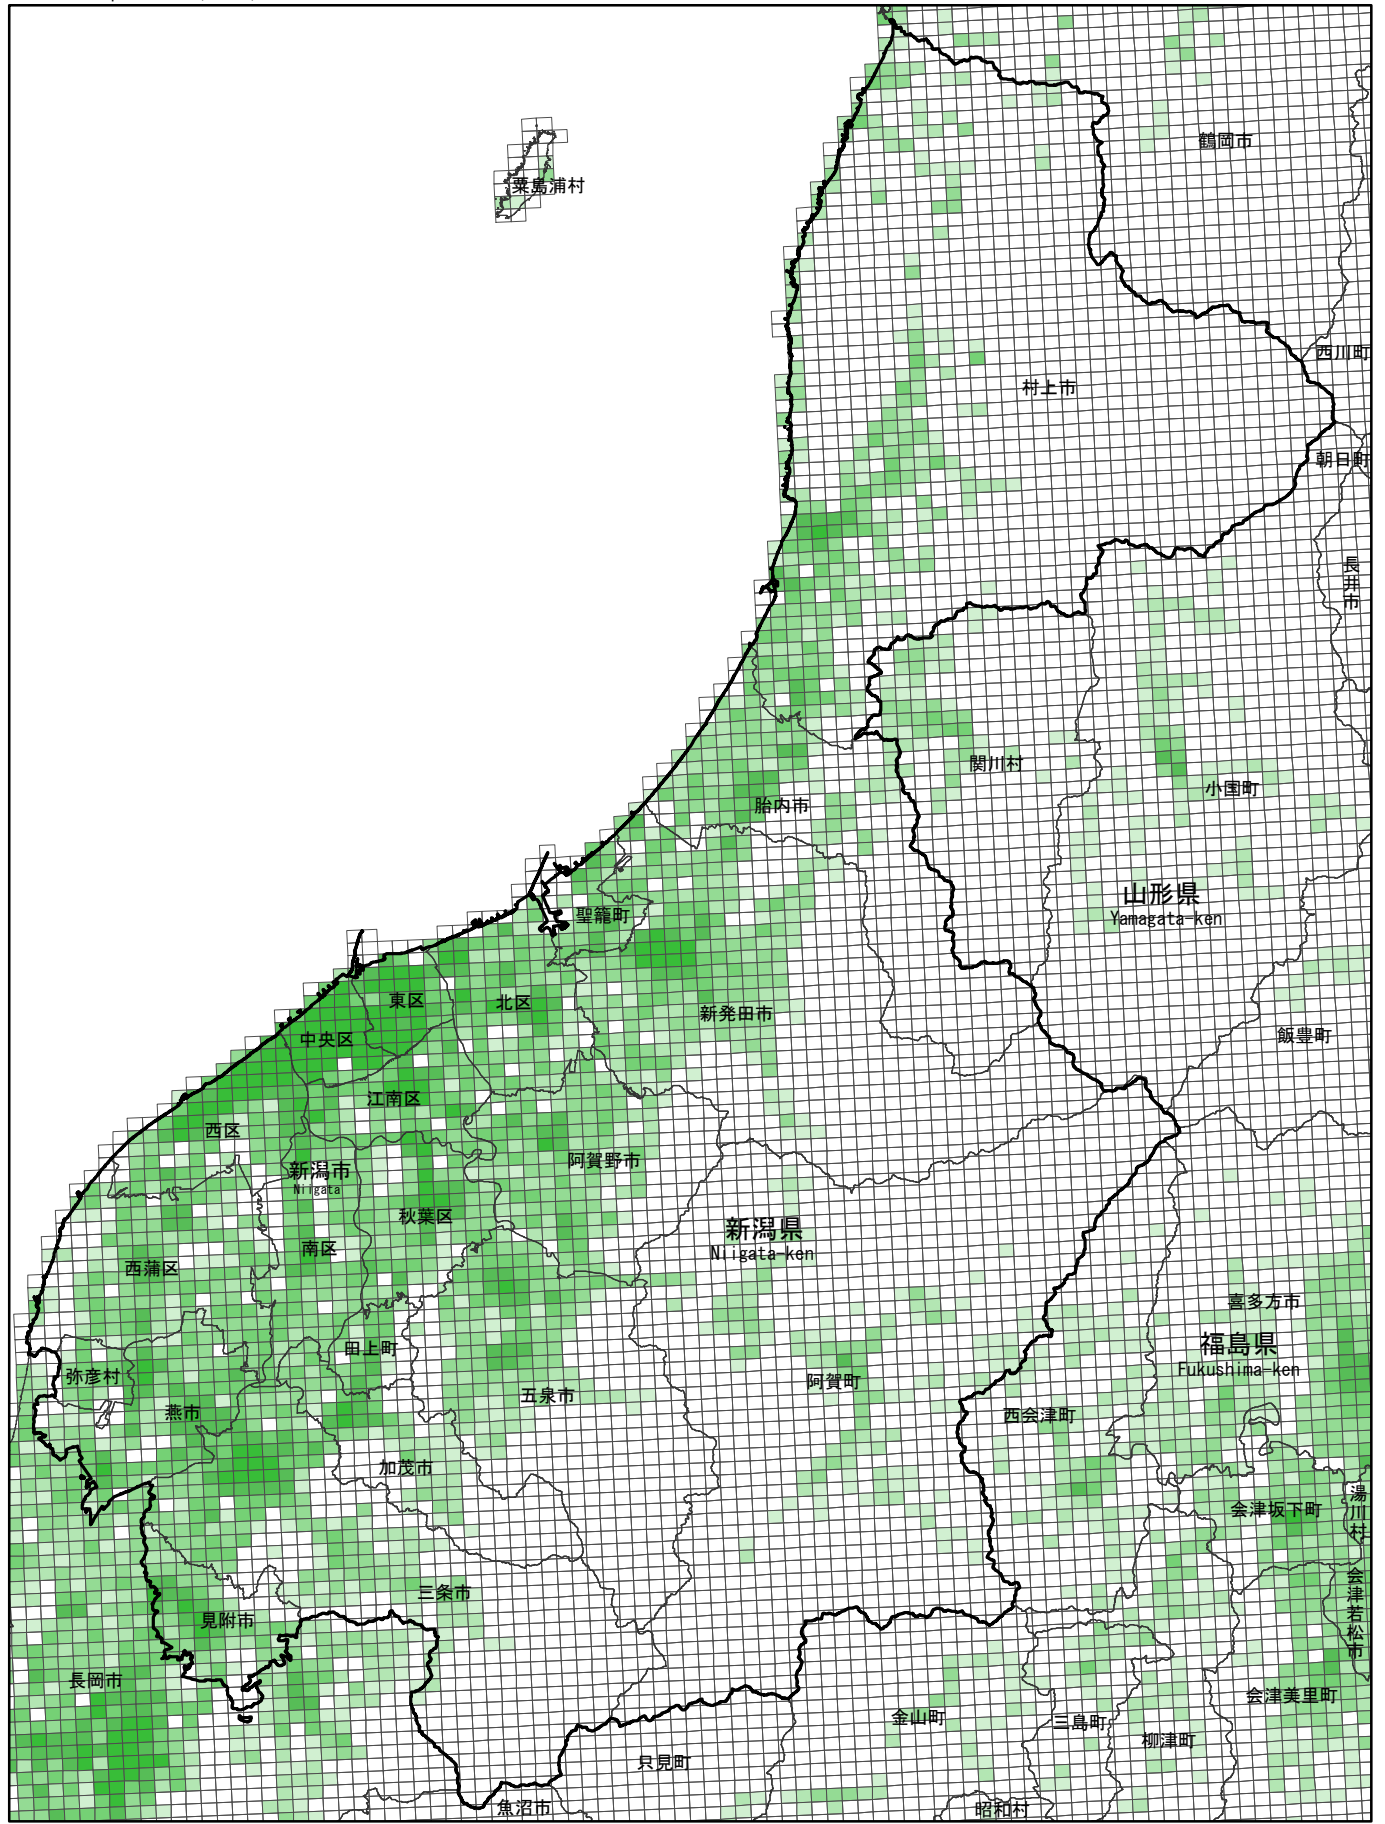 鶴岡市
粟島浦村
西川町
村上市
朝日町
長井市
関川村
小国町
胎内市
山形県
Yamagata-ken
聖籠町
東区
北区
新発田市
飯豊町
中央区
江南区
西区
阿賀野市
新潟市
Niigata
秋葉区
新潟県
Niigata-ken
南区
西蒲区
喜多方市
福島県
Fukushima-ken
田上町
弥彦村
阿賀町
五泉市
燕市
西会津町
加茂市
会津坂下町
湯川村
三条市
見附市
会津若松市
長岡市
会津美里町
金山町
三島町
柳津町
只見町
魚沼市
昭和村